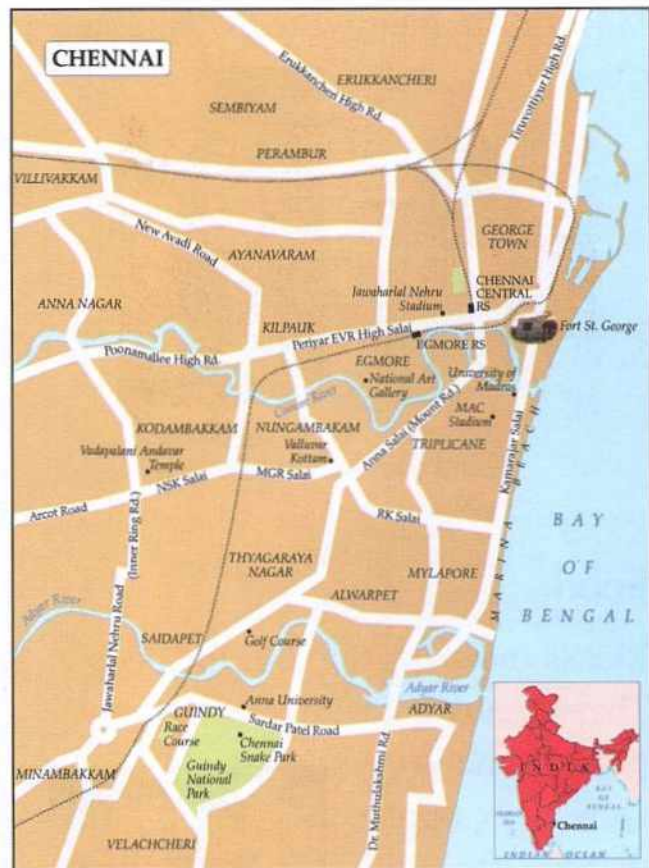 CHENNAI
ERUKKANCHERI
Erukkancheri High Rd.
SEMBIYAM
Tiruvottiyur High Rd.
PERAMBUR
VILLIVAKKAM
New Avadi Road
AYANAVARAM
GEORGE
TOWN
ANNA NAGAR
Jawaharlal Nehru
Stadium
CHENNAI
CENTRAL
RS
KILPAUK
Periyar EVR High Salai
Fort St. George
EGMORE RS
Poonamallee High Rd.
EGMORE
National Art
Gallery
University of
Madras
Cooum River
KODAMBAKKAM
NUNGAMBAKAM
Valluvar
Kottam
Anna Salai (Mount Rd.)
MAC
Stadium
TRIPLICANE
Kamarajar Salai
MARINA BEACH
Vadapalani Andavar
Temple
NSK Salai
MGR Salai
Arcot Road
RK Salai
BAY
OF
BENGAL
Jawaharlal Nehru Road
(Inner Ring Rd.)
THYAGARAYA
NAGAR
MYLAPORE
ALWARPET
Adyar River
SAIDAPET
Golf Course
Adyar River
ADYAR
Anna University
GUINDY
Race
Course
Sardar Patel Road
Chennai
Snake Park
Guindy
National
Park
Dr. Muthulakshmi Rd.
MINAMBAKKAM
VELACHCHERI
INDIA
BAY
OF
BENGAL
Chennai
INDIAN OCEAN